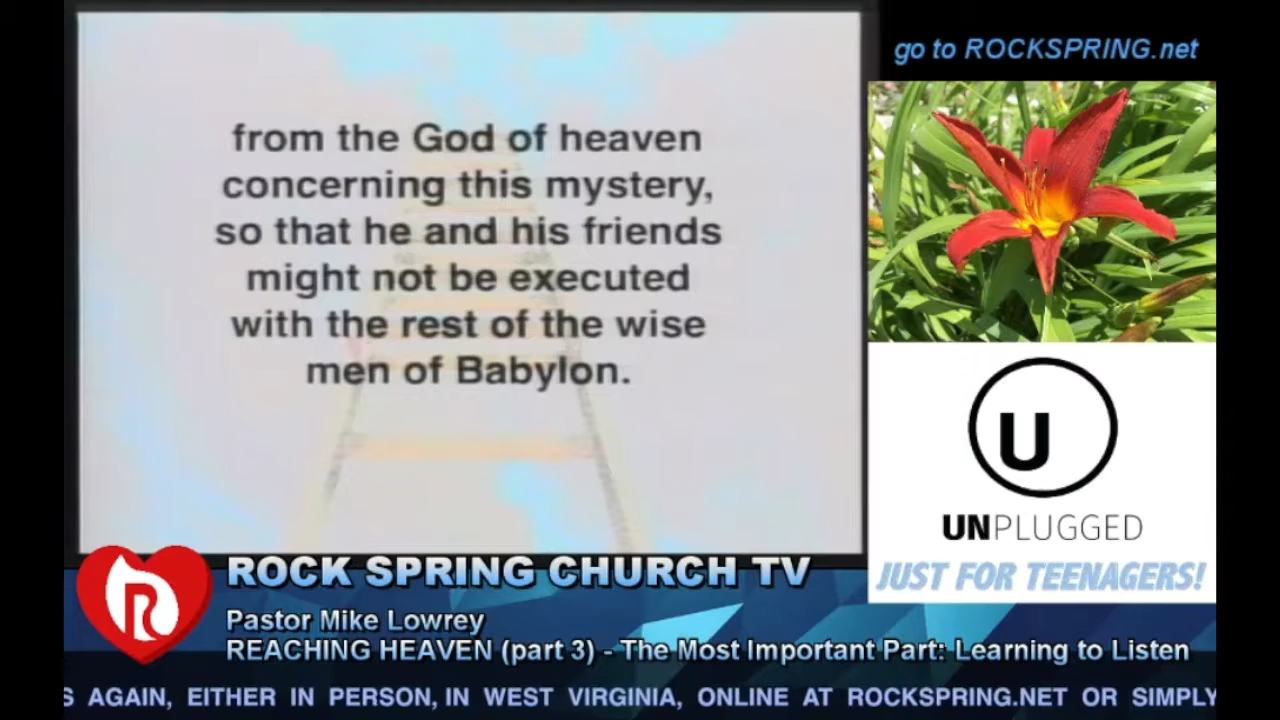 go to ROCKSPRING.net
from the God of heaven
concerning this mystery,
so that he and his friends
might not be executed
with the rest of the wise
men of Babylon.
U
UNPLUGGED
JUST FOR TEENAGERS!
R
ROCK SPRING CHURCH TV
Pastor Mike Lowrey
REACHING HEAVEN (part 3) - The Most Important Part: Learning to Listen
S AGAIN, EITHER IN PERSON, IN WEST VIRGINIA, ONLINE AT ROCKSPRING.NET OR SIMPLY